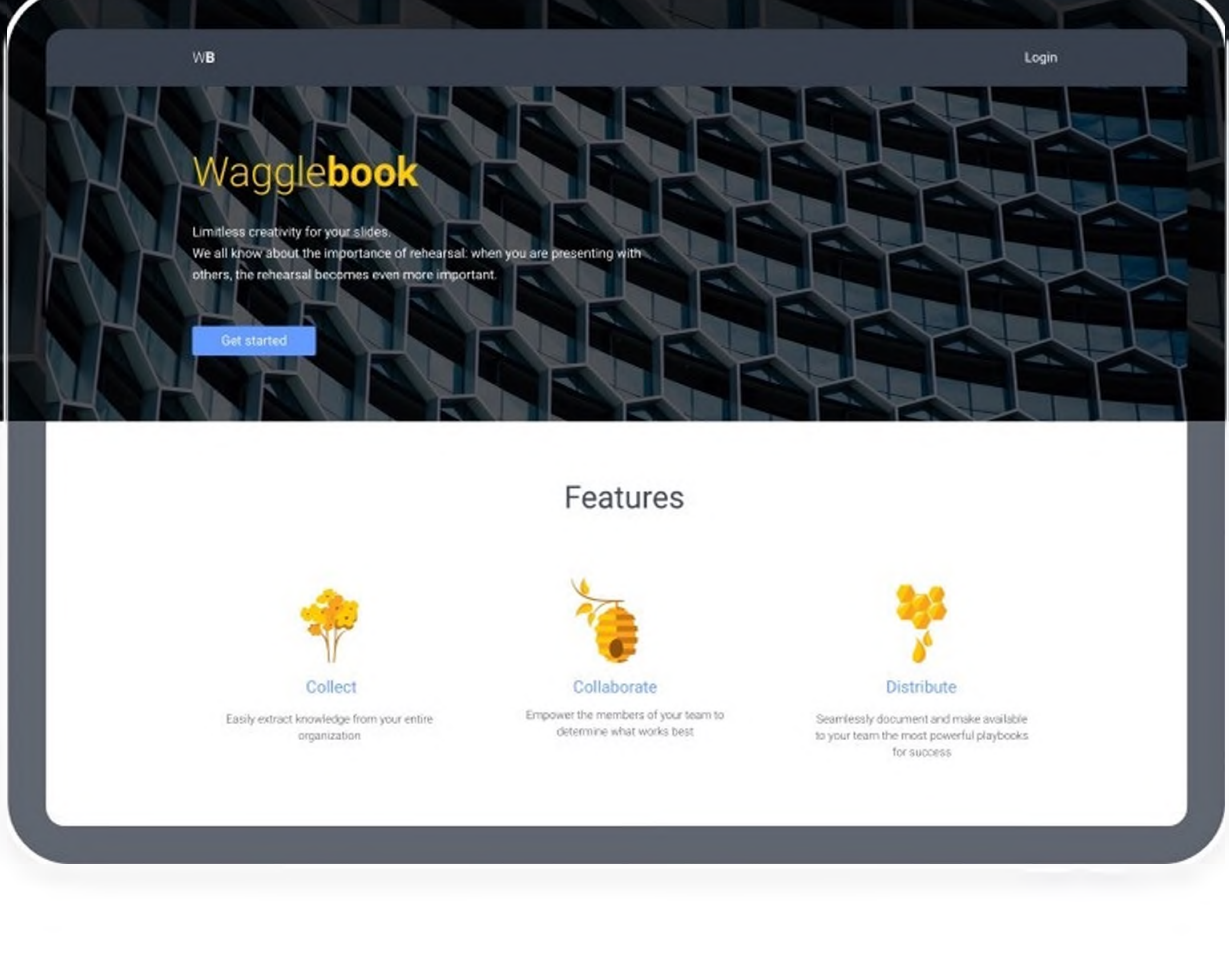 WB
Login
Wagglebook
Limitless creativity for your slides.
We all know about the importance of rehearsal: when you are presenting with
others, the rehearsal becomes even more important.
Get started
Features
Collect
Easily extract knowledge from your entire
organization
Collaborate
Empower the members of your team to
determine what works best
Distribute
Seamlessly document and make available
to your team the most powerful playbooks
for success